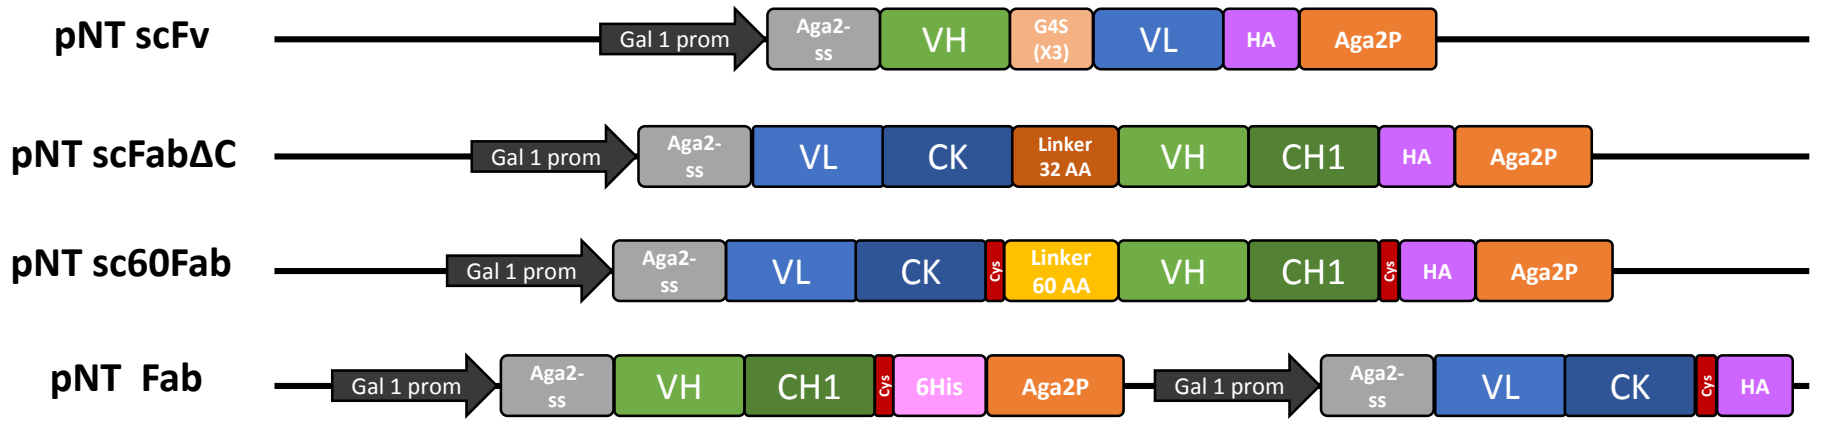 pNT scFv
Gal 1 prom
Aga2-
ss
VH
G4S
(X3)
VL
HA
Aga2P
pNT scFabΔC
Gal 1 prom
Aga2-
ss
VL
CK
Linker
32 AA
VH
CH1
HA
Aga2P
pNT sc60Fab
Gal 1 prom
Aga2-
ss
VL
CK
Cys
Linker
60 AA
VH
CH1
Cys
HA
Aga2P
pNT Fab
Gal 1 prom
Aga2-
ss
VH
CH1
Cys
6His
Aga2P
Gal 1 prom
Aga2-
ss
VL
CK
Cys
HA